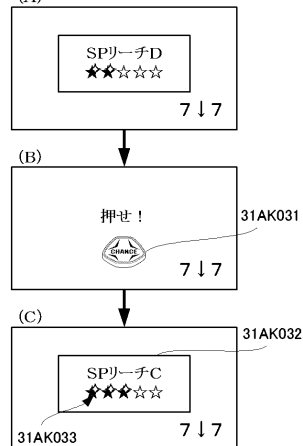 (A)
SPリーチD
★★☆☆☆
7↓7
(B)
押せ！
31AK031
CHANCE
7↓7
(C)
31AK032
SPリーチC
★★★☆☆
7↓7
31AK033